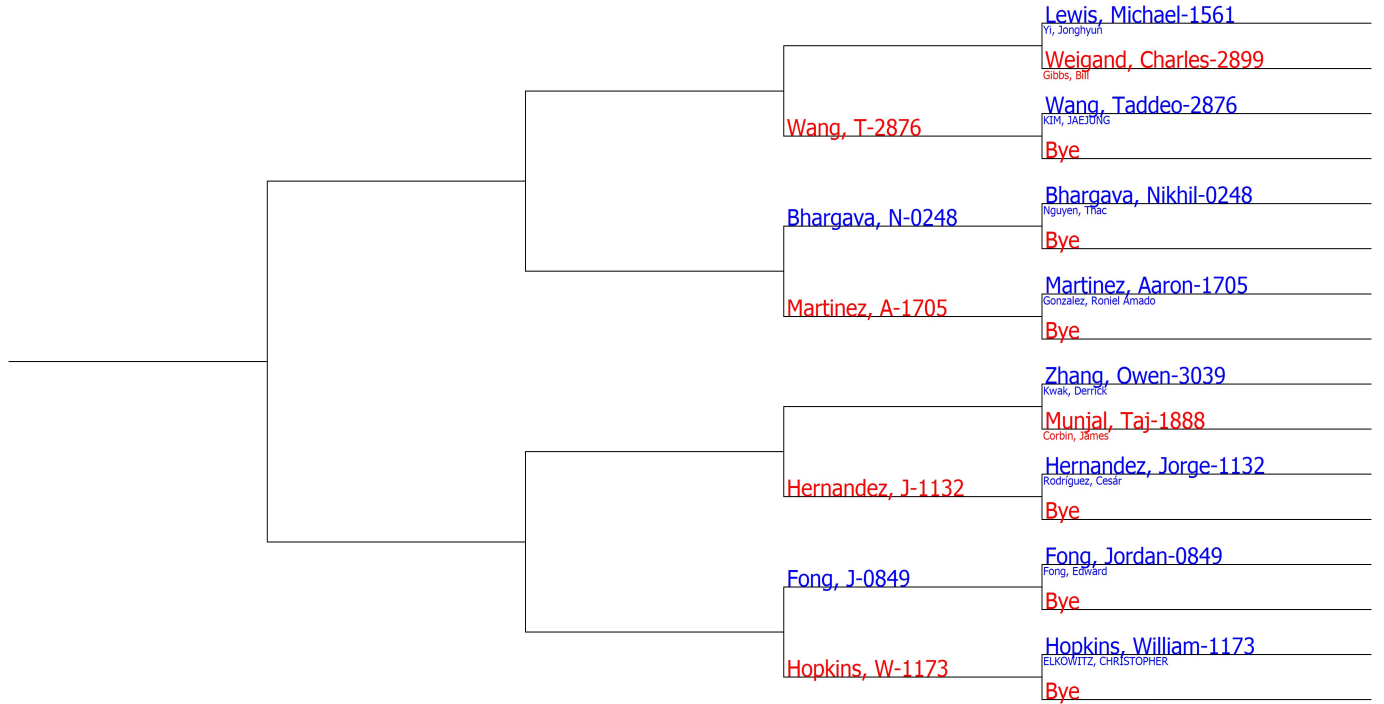 Lewis, Michael-1561
Yi, Jonghyun
Weigand, Charles-2899
Gibbs, Bill
Wang, Taddeo-2876
KIM, JAEJUNG
Wang, T-2876
Bye
Bhargava, Nikhil-0248
Nguyen, Thac
Bhargava, N-0248
Bye
Martinez, Aaron-1705
Gonzalez, Roniel Amado
Martinez, A-1705
Bye
Zhang, Owen-3039
Kwak, Derrick
Munjal, Taj-1888
Corbin, James
Hernandez, Jorge-1132
Rodríguez, Cesár
Hernandez, J-1132
Bye
Fong, Jordan-0849
Fong, Edward
Fong, J-0849
Bye
Hopkins, William-1173
ELKOWITZ, CHRISTOPHER
Hopkins, W-1173
Bye